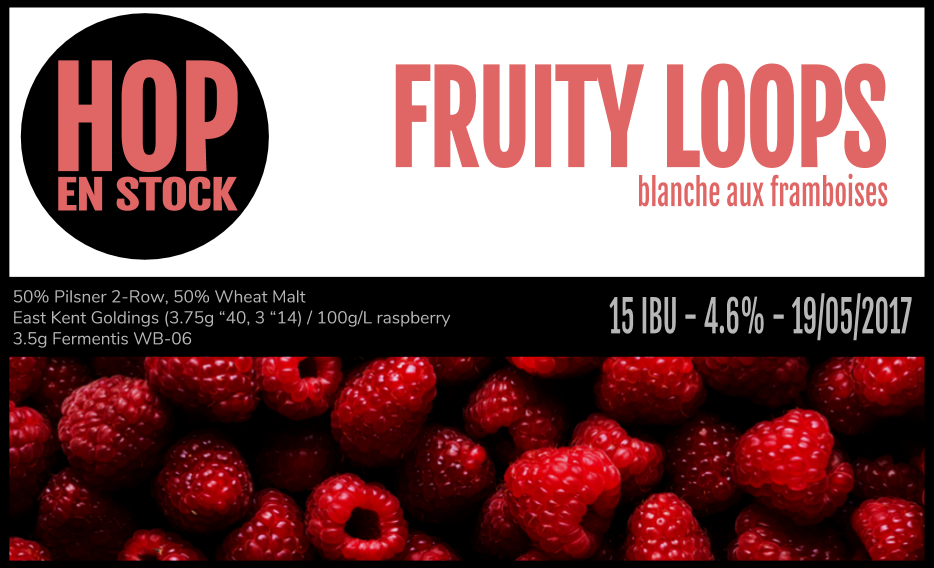 HOP
EN STOCK
FRUITY LOOPS
blanche aux framboises
50% Pilsner 2-Row, 50% Wheat Malt
East Kent Goldings (3.75g “40, 3 “14) / 100g/L raspberry
3.5g Fermentis WB-06
15 IBU - 4.6% - 19/05/2017